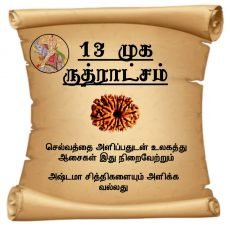 13 முக
ருத்ராட்சம்
செல்வத்தை அளிப்பதுடன் உலகத்து
ஆசைகள் இது நிறைவேற்றும்
அஷ்டமா சித்திகளையும் அளிக்க
வல்லது